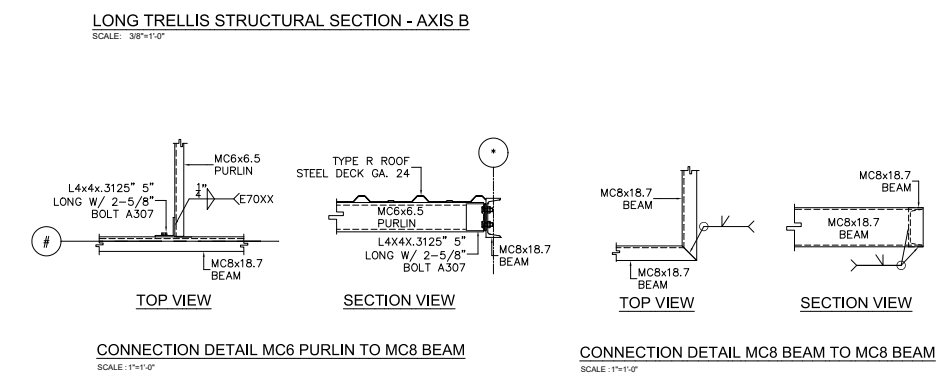 LONG TRELLIS STRUCTURAL SECTION - AXIS B
SCALE: 3/8"=1'-0"
MC6x6.5
PURLIN
L4x4x.3125" 5"
LONG W/ 2-5/8"
BOLT A307
1/4"
E70XX
#
MC8x18.7
BEAM
TOP VIEW
TYPE R ROOF
STEEL DECK GA. 24
*
MC6x6.5
PURLIN
L4X4X.3125" 5"
LONG W/ 2-5/8"
BOLT A307
MC8x18.7
BEAM
SECTION VIEW
CONNECTION DETAIL MC6 PURLIN TO MC8 BEAM
SCALE : 1"=1'-0"
MC8x18.7
BEAM
MC8x18.7
BEAM
TOP VIEW
MC8x18.7
BEAM
MC8x18.7
BEAM
SECTION VIEW
CONNECTION DETAIL MC8 BEAM TO MC8 BEAM
SCALE : 1"=1'-0"